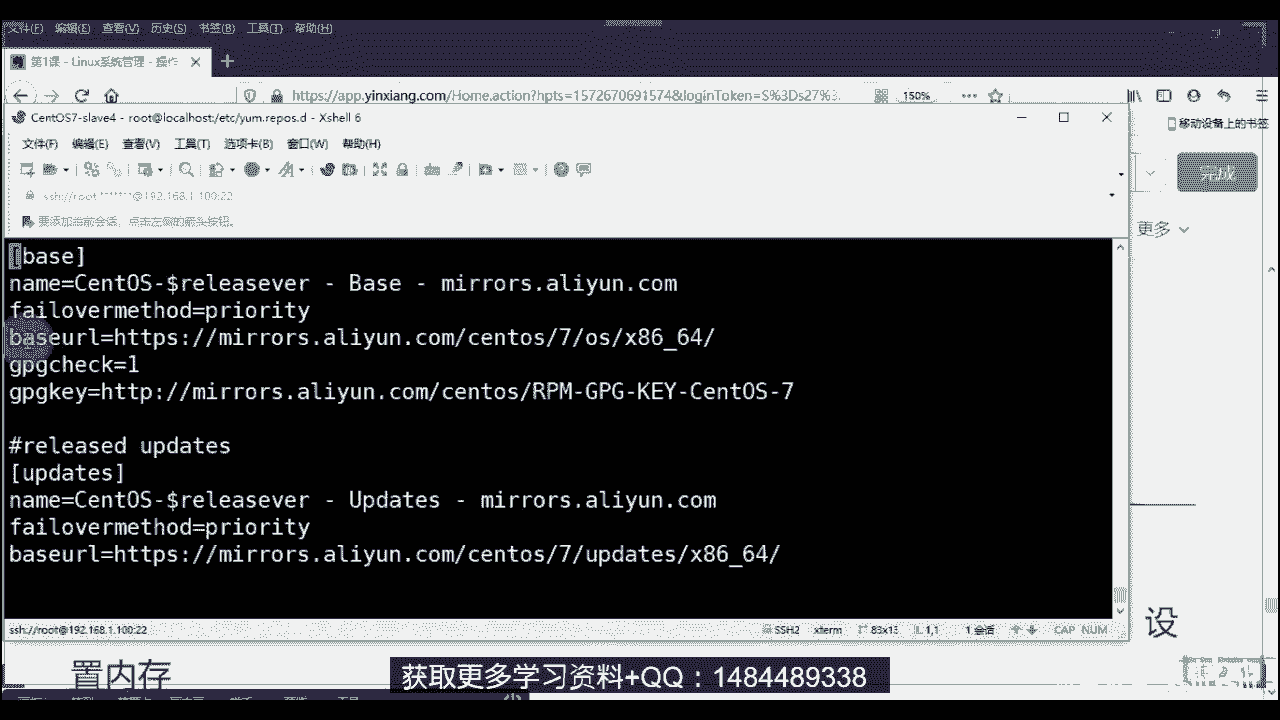 文件(F) 编辑(E) 查看(V) 历史(S) 书签(B) 工具(T) 帮助(H)
第1课 - Linux系统管理 - 操作
https://app.yinxiang.com/Home.action?hpts=1572670691574&loginToken=S%3Ds27%3.
150%
移动设备上的书签
CentOS7-slave4 - root@localhost:/etc/yum.repos.d - Xshell 6
文件(F) 编辑(E) 查看(V) 工具(T) 选项卡(B) 窗口(W) 帮助(H)
ssh://root:******@192.168.1.100:22
要添加当前会话，点击左侧的箭头按钮。
更多
[base]
name=CentOS-$releasever - Base - mirrors.aliyun.com
failovermethod=priority
baseurl=https://mirrors.aliyun.com/centos/7/os/x86_64/
gpgcheck=1
gpgkey=http://mirrors.aliyun.com/centos/RPM-GPG-KEY-CentOS-7
#released updates
[updates]
name=CentOS-$releasever - Updates - mirrors.aliyun.com
failovermethod=priority
baseurl=https://mirrors.aliyun.com/centos/7/updates/x86_64/
ssh://root@192.168.1.100:22 SSH2 xterm 83x13 1,1 1 会话 CAP NUM
设
置内存
获取更多学习资料+QQ：1484489338